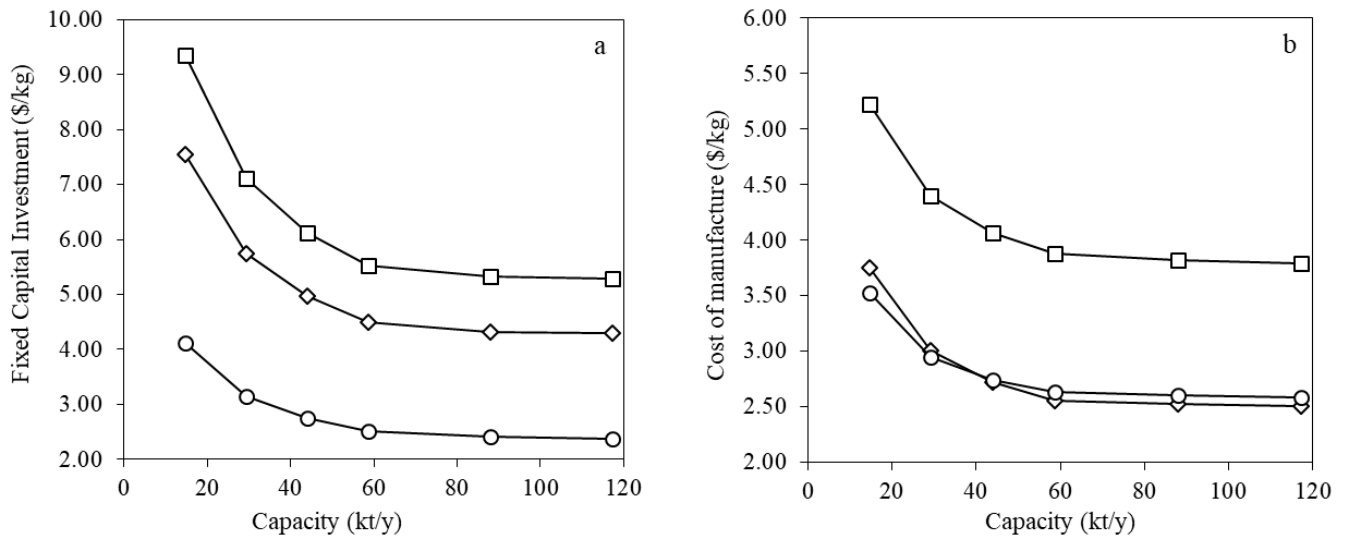 a
Fixed Capital Investment ($/kg)
10.00
9.00
8.00
7.00
6.00
5.00
4.00
3.00
2.00
0 20 40 60 80 100 120
Capacity (kt/y)
b
Cost of manufacture ($/kg)
6.00
5.50
5.00
4.50
4.00
3.50
3.00
2.50
2.00
0 20 40 60 80 100 120
Capacity (kt/y)